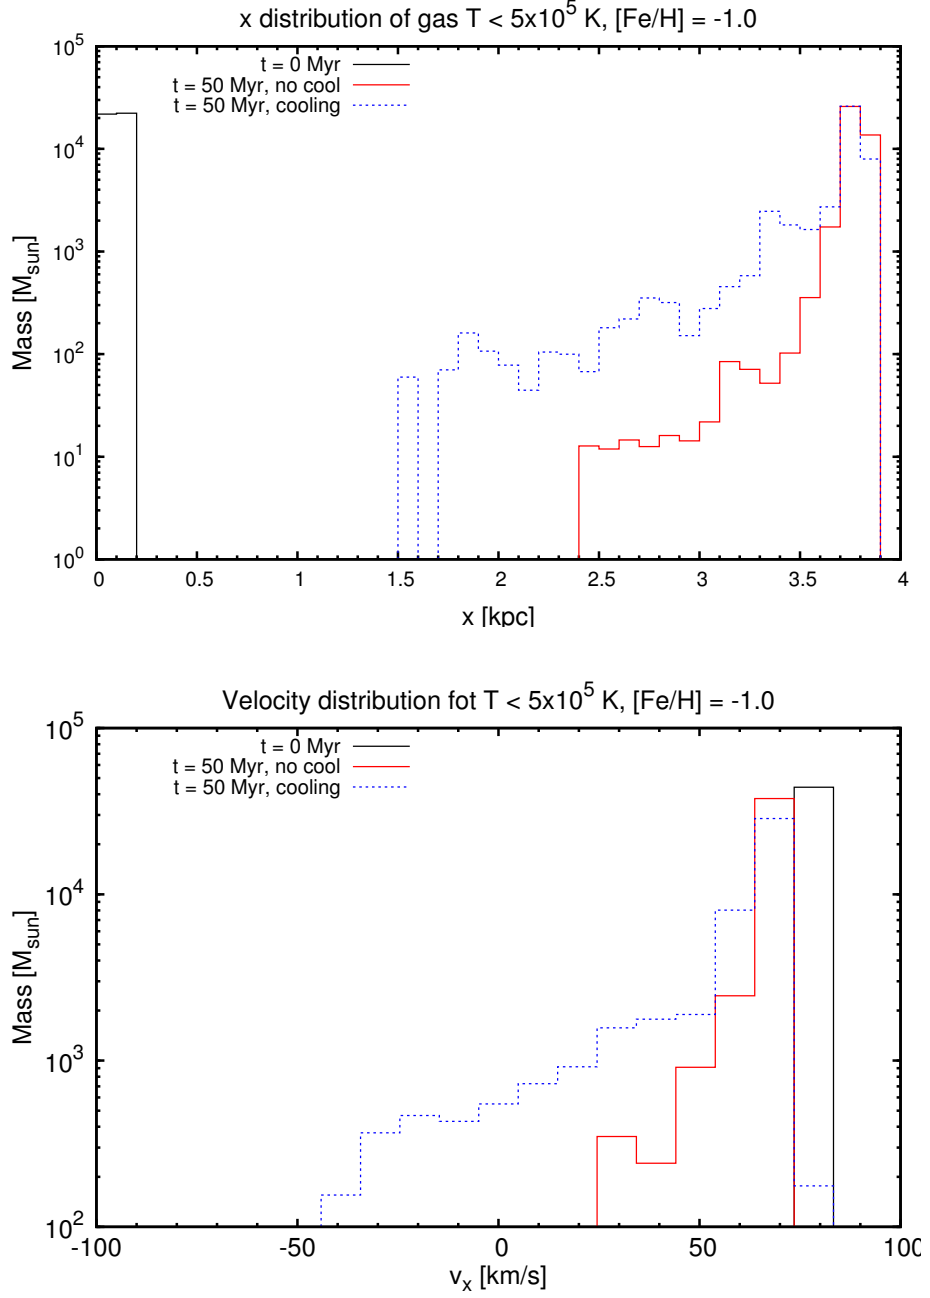 x distribution of gas T < 5x10^5 K, [Fe/H] = -1.0
t = 0 Myr
t = 50 Myr, no cool
t = 50 Myr, cooling
10^5
10^4
10^3
10^2
10^1
10^0
Mass [M_sun]
0 0.5 1 1.5 2 2.5 3 3.5 4
x [kpc]
Velocity distribution fot T < 5x10^5 K, [Fe/H] = -1.0
t = 0 Myr
t = 50 Myr, no cool
t = 50 Myr, cooling
10^5
10^4
10^3
10^2
Mass [M_sun]
-100 -50 0 50 100
v_x [km/s]